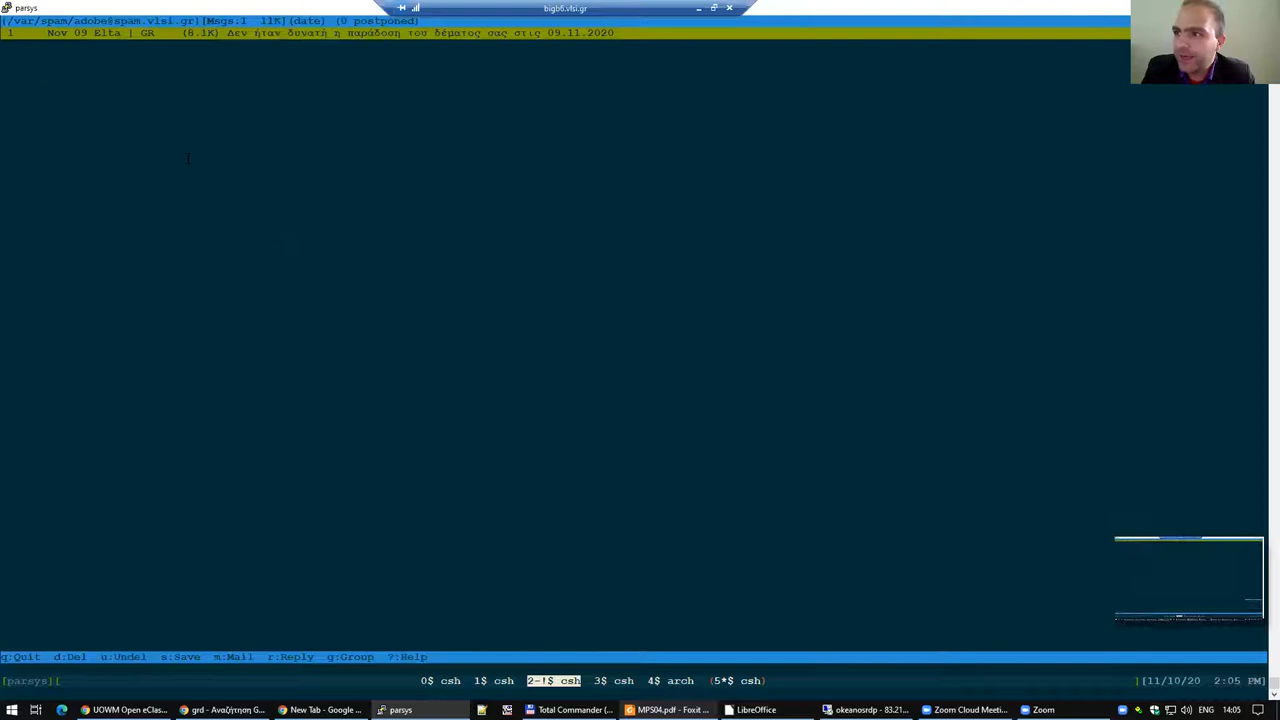 parsys
bigb6.vlsi.gr
[/var/spam/adobe@spam.vlsi.gr][Msgs:1 11K](date) (0 postponed)
1 Nov 09 Elta | GR (8.1K) Δεν ήταν δυνατή η παράδοση του δέματος σας στις 09.11.2020
q:Quit d:Del u:Undel s:Save m:Mail r:Reply g:Group ?:Help
[parsys][ 0$ csh 1$ csh 2-!$ csh 3$ csh 4$ arch (5*$ csh) ][11/10/20 2:05 PM]
UOWM Open eClas... grd - Αναζήτηση G... New Tab - Google ... parsys Total Commander (... MPS04.pdf - Foxit ... LibreOffice okeanosrdp - 83.21... Zoom Cloud Meeti... Zoom ENG 14:05